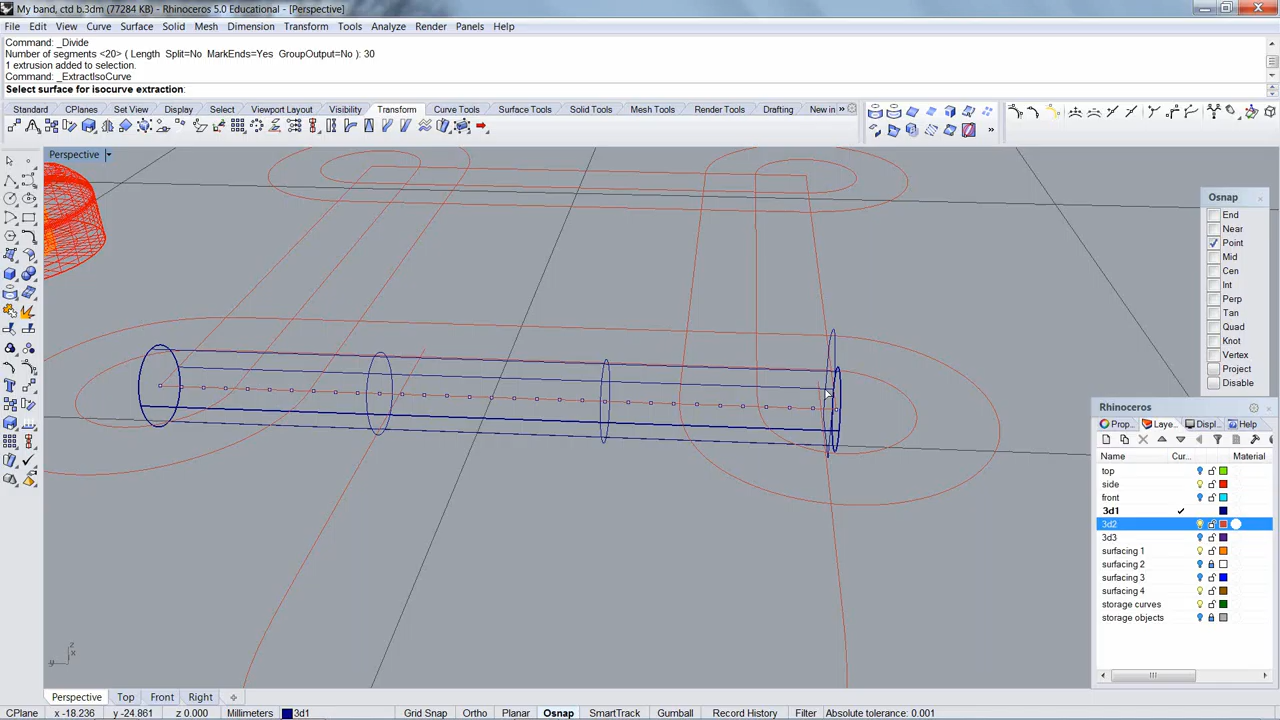 My band, ctd b.3dm (77284 KB) - Rhinoceros 5.0 Educational - [Perspective]
File Edit View Curve Surface Solid Mesh Dimension Transform Tools Analyze Render Panels Help
Command: _Divide
Number of segments <20> ( Length Split=No MarkEnds=Yes GroupOutput=No ): 30
1 extrusion added to selection.
Command: _ExtractIsoCurve
Select surface for isocurve extraction:
Standard CPlanes Set View Display Select Viewport Layout Visibility Transform Curve Tools Surface Tools Solid Tools Mesh Tools Render Tools Drafting New in »
Perspective
Osnap
End
Near
Point
Mid
Cen
Int
Perp
Tan
Quad
Knot
Vertex
Project
Disable
Rhinoceros
Prop... Laye... Displ... Help
Name Cur... Material
top
side
front
3d1
3d2
3d3
surfacing 1
surfacing 2
surfacing 3
surfacing 4
storage curves
storage objects
z
x
y
Perspective Top Front Right
CPlane x -18.236 y -24.861 z 0.000 Millimeters 3d1 Grid Snap Ortho Planar Osnap SmartTrack Gumball Record History Filter Absolute tolerance: 0.001